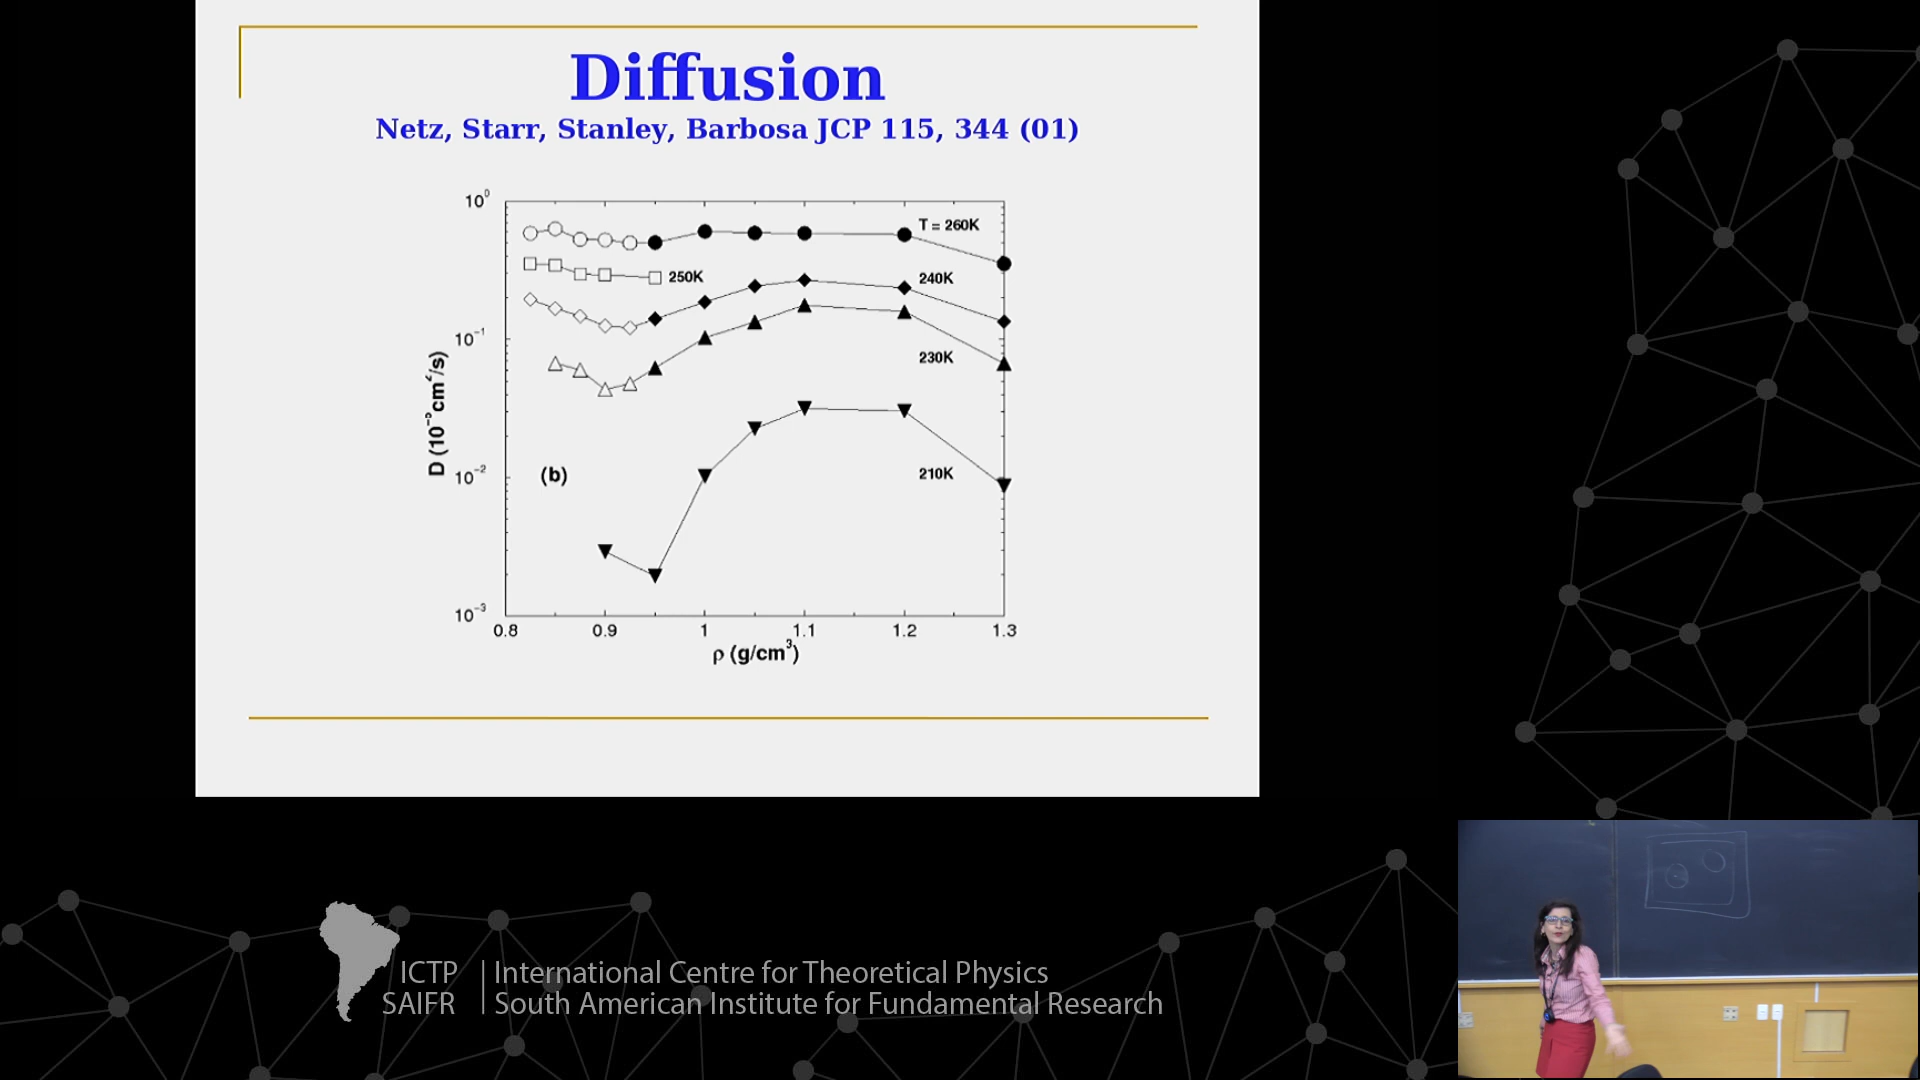 Diffusion
Netz, Starr, Stanley, Barbosa JCP 115, 344 (01)
10⁰
T = 260K
250K
240K
10⁻¹
230K
D (10⁻⁵cm²/s)
(b)
10⁻²
210K
10⁻³
0.8 0.9 1 1.1 1.2 1.3
ρ (g/cm³)
ICTP International Centre for Theoretical Physics
SAIFR South American Institute for Fundamental Research